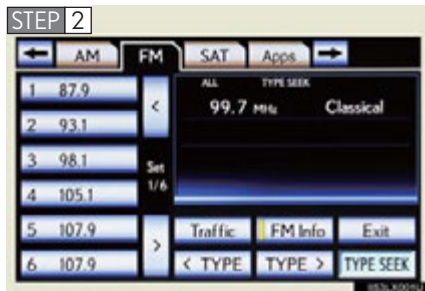 STEP 2
AM FM SAT Apps
1 87.9
2 93.1
3 98.1
4 105.1
5 107.9
6 107.9
<
Set
1/6
>
ALL TYPE SEEK
99.7 MHz Classical
Traffic FM Info Exit
< TYPE TYPE > TYPE SEEK